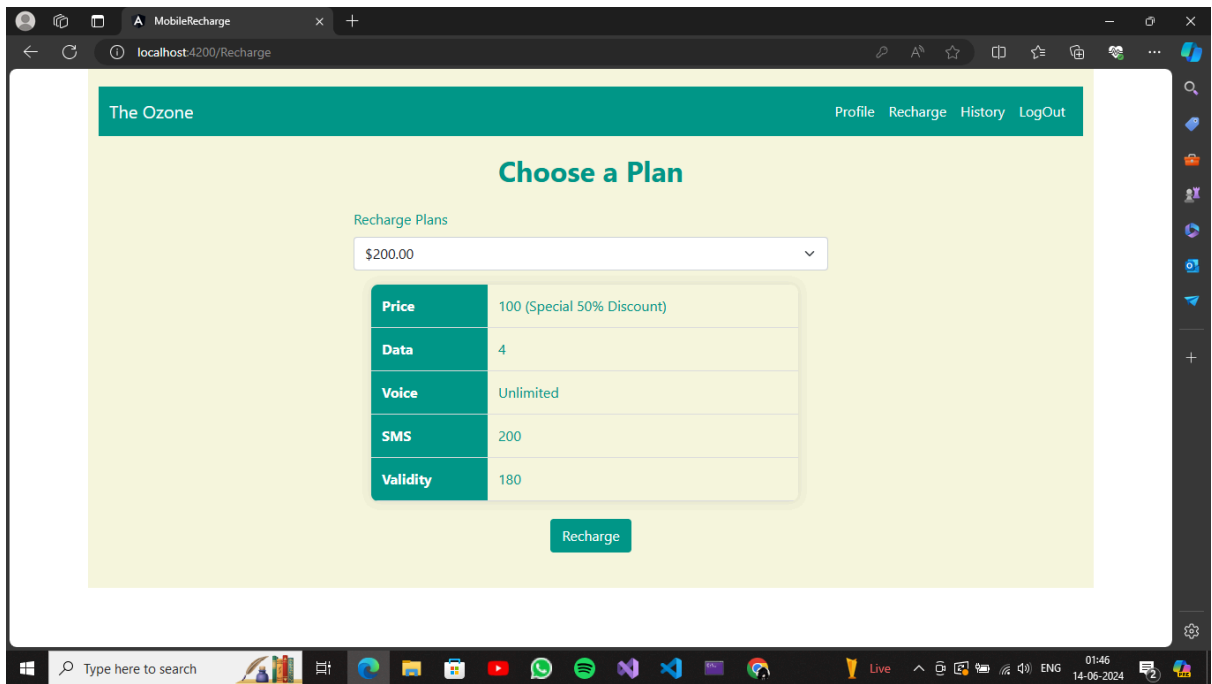 MobileRecharge
localhost:4200/Recharge
The Ozone
Profile Recharge History LogOut
Choose a Plan
Recharge Plans
$200.00
Price 100 (Special 50% Discount)
Data 4
Voice Unlimited
SMS 200
Validity 180
Recharge
Type here to search
Live
ENG
01:46
14-06-2024
2